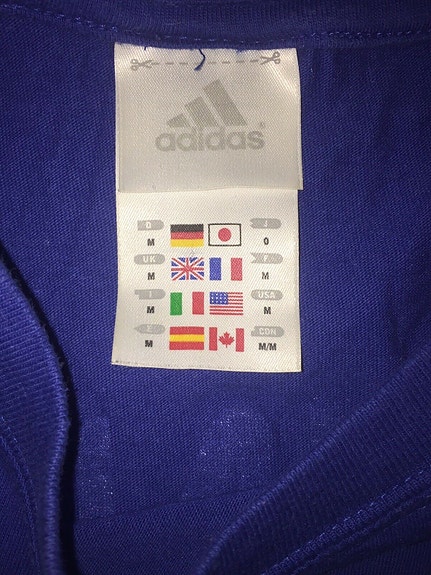 adidas
D J
M O
UK F
M M
I USA
M M
E CDN
M M/M